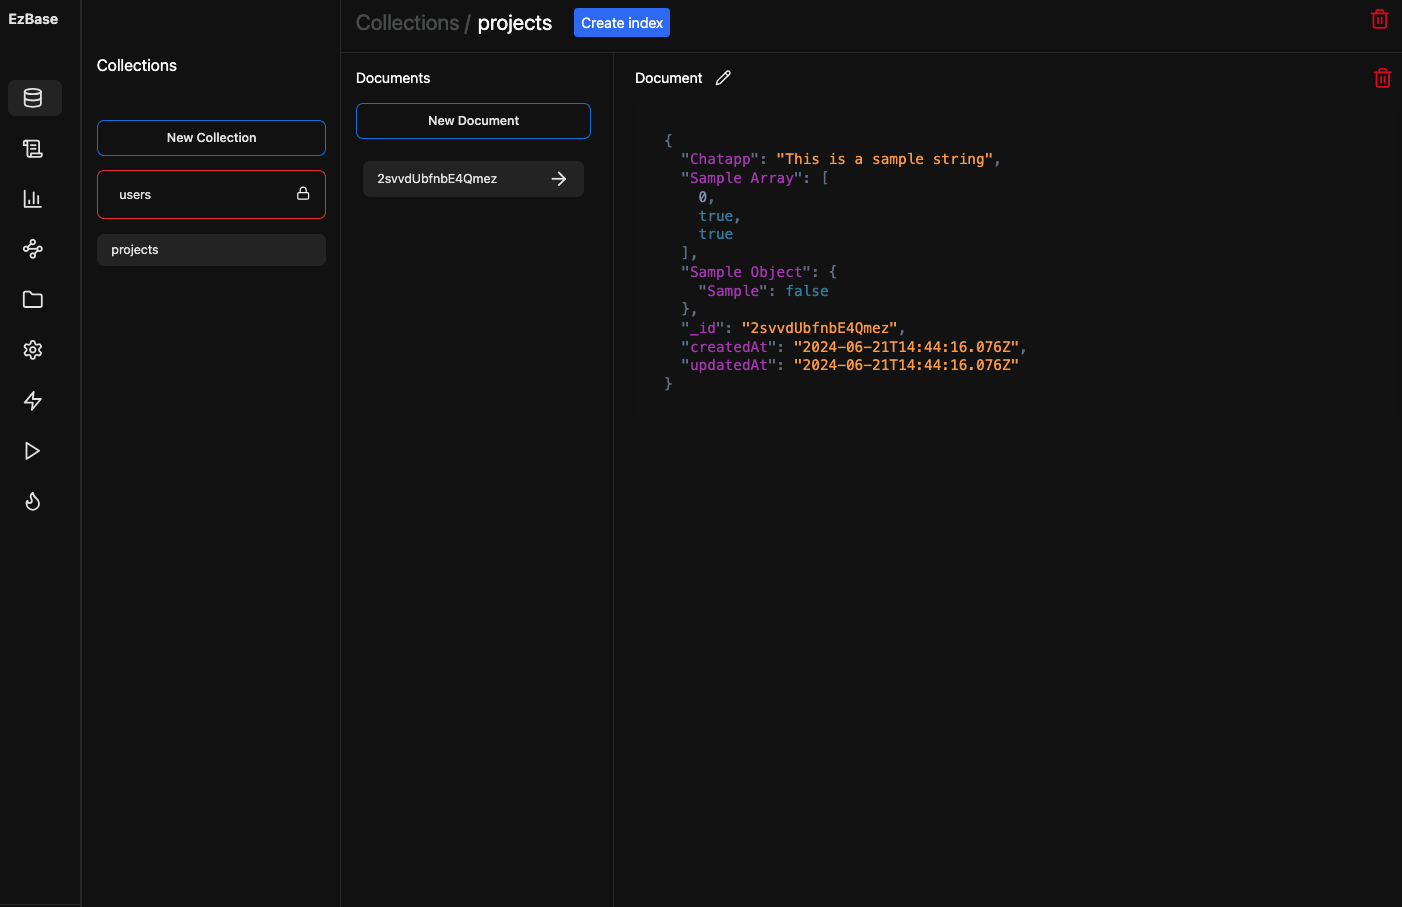 EzBase
Collections
New Collection
users
projects
Collections / projects
Create index
Documents
New Document
2svvdUbfnbE4Qmez
Document
{
  "Chatapp": "This is a sample string",
  "Sample Array": [
    0,
    true,
    true
  ],
  "Sample Object": {
    "Sample": false
  },
  "_id": "2svvdUbfnbE4Qmez",
  "createdAt": "2024-06-21T14:44:16.076Z",
  "updatedAt": "2024-06-21T14:44:16.076Z"
}